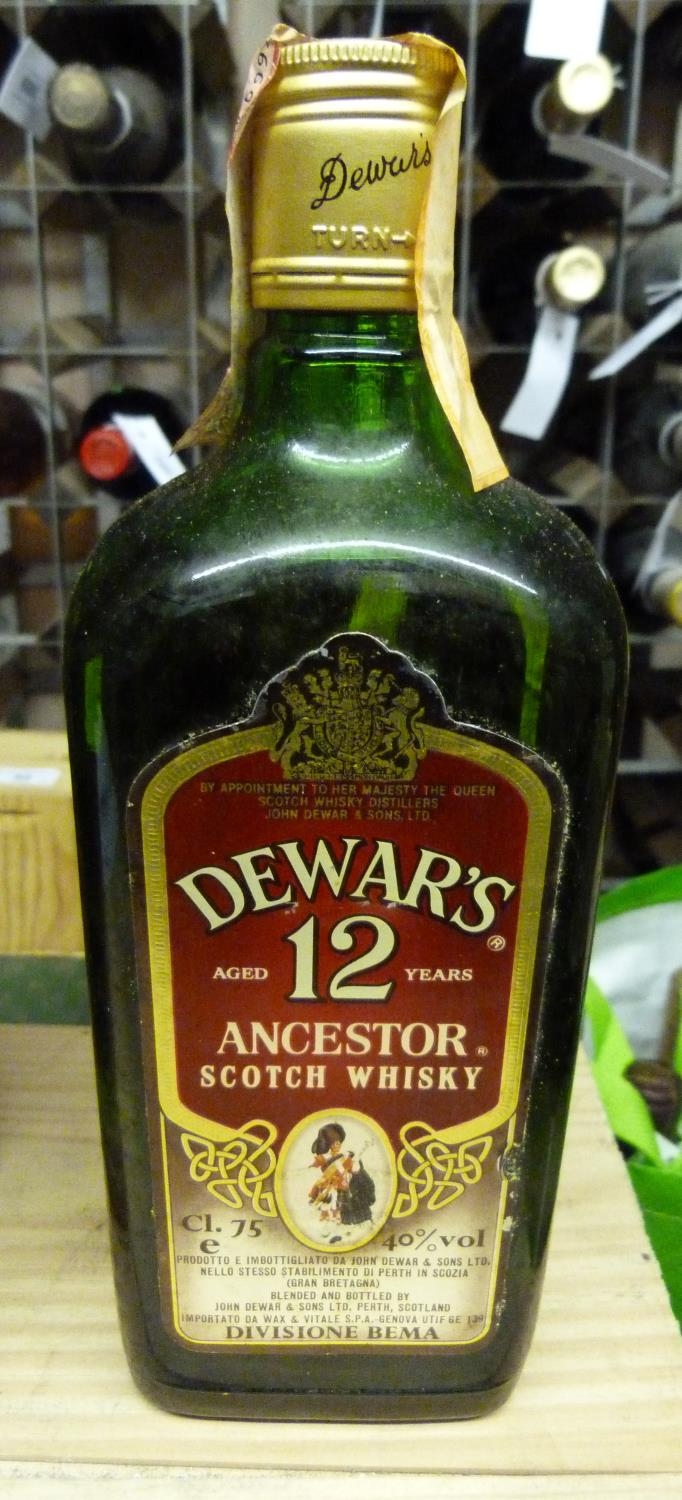 Dewar's
TURN→
BY APPOINTMENT TO HER MAJESTY THE QUEEN
SCOTCH WHISKY DISTILLERS
JOHN DEWAR & SONS, LTD.
DEWAR'S ®
AGED 12 YEARS
ANCESTOR ®
SCOTCH WHISKY
Cl. 75 40% vol
e
PRODOTTO E IMBOTTIGLIATO DA JOHN DEWAR & SONS LTD.
NELLO STESSO STABILIMENTO DI PERTH IN SCOZIA
(GRAN BRETAGNA)
BLENDED AND BOTTLED BY
JOHN DEWAR & SONS LTD. PERTH, SCOTLAND
IMPORTATO DA WAX & VITALE S.P.A. GENOVA UTIF GE 139
DIVISIONE BEMA